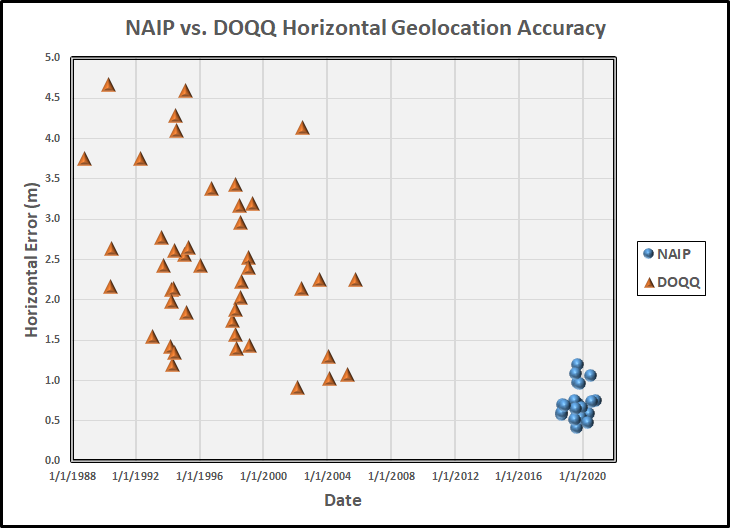 NAIP vs. DOQQ Horizontal Geolocation Accuracy
5.0
4.5
4.0
3.5
3.0
2.5
2.0
1.5
1.0
0.5
0.0
Horizontal Error (m)
1/1/1988 1/1/1992 1/1/1996 1/1/2000 1/1/2004 1/1/2008 1/1/2012 1/1/2016 1/1/2020
Date
NAIP
DOQQ